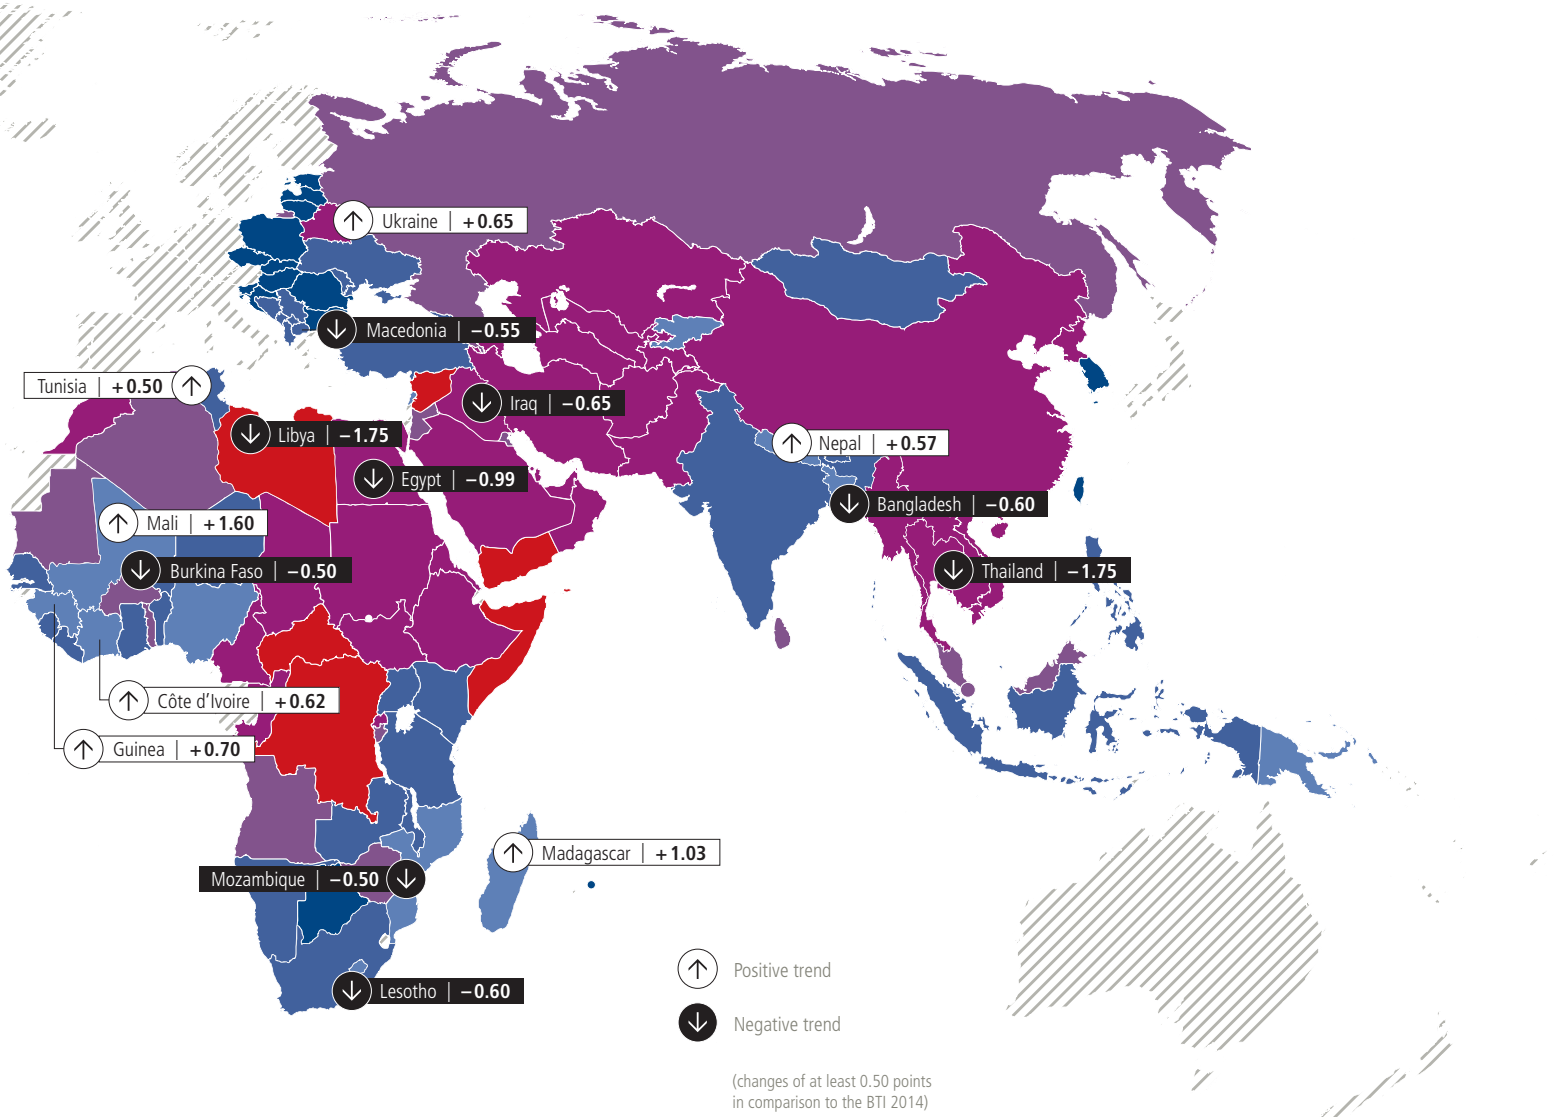 Ukraine | +0.65
Macedonia | −0.55
Tunisia | +0.50
Iraq | −0.65
Libya | −1.75
Nepal | +0.57
Egypt | −0.99
Bangladesh | −0.60
Mali | +1.60
Burkina Faso | −0.50
Thailand | −1.75
Côte d’Ivoire | +0.62
Guinea | +0.70
Madagascar | +1.03
Mozambique | −0.50
Lesotho | −0.60
Positive trend
Negative trend
(changes of at least 0.50 points
in comparison to the BTI 2014)